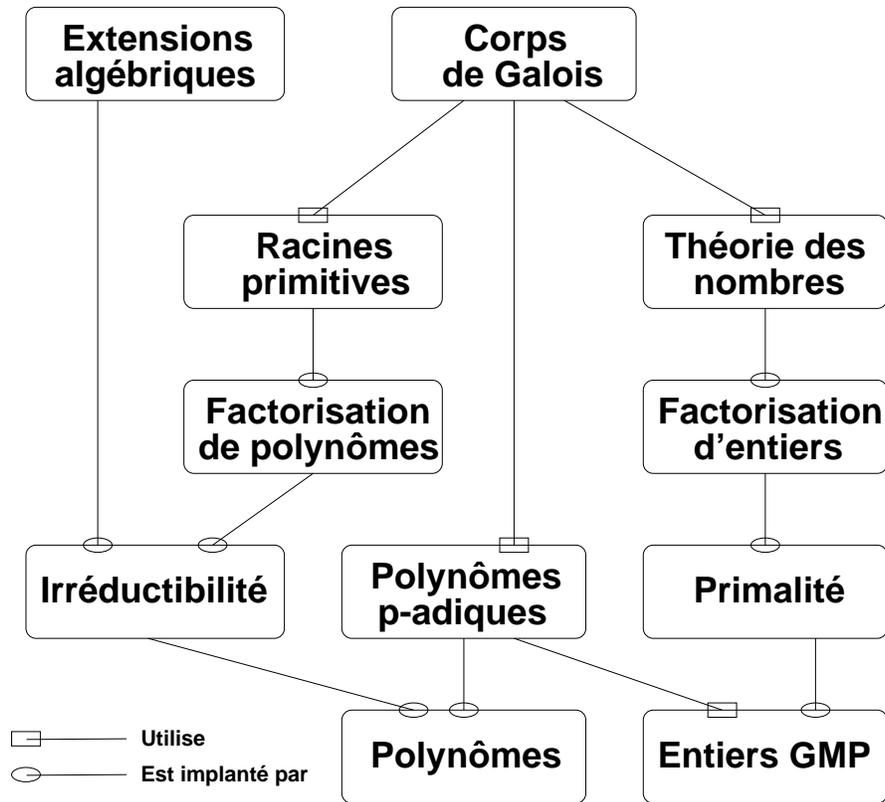 Extensions
algébriques
Corps
de Galois
Racines
primitives
Théorie des
nombres
Factorisation
de polynômes
Factorisation
d'entiers
Irréductibilité
Polynômes
p-adiques
Primalité
Polynômes
Entiers GMP
Utilise
Est implanté par